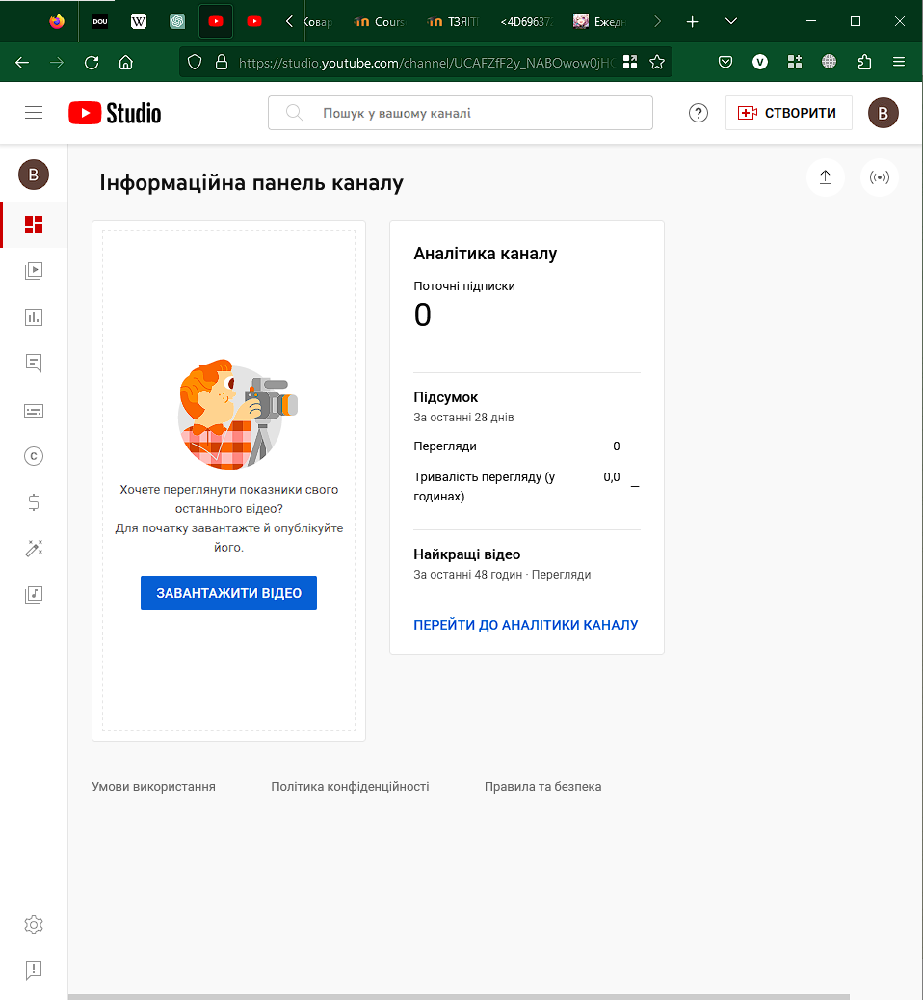 DOU
W
Ковар
Cours
<4D69637
Ежедн
https://studio.youtube.com/channel/UCAFZfF2y_NABOwow0jH
V
Studio
Пошук у вашому каналі
?
СТВОРИТИ
B
B
Інформаційна панель каналу
Хочете переглянути показники свого
останнього відео?
Для початку завантажте й опублікуйте
його.
ЗАВАНТАЖИТИ ВІДЕО
Аналітика каналу
Поточні підписки
0
Підсумок
За останні 28 днів
Перегляди 0 —
Тривалість перегляду (у 0,0 —
годинах)
Найкращі відео
За останні 48 годин · Перегляди
ПЕРЕЙТИ ДО АНАЛІТИКИ КАНАЛУ
Умови використання Політика конфіденційності Правила та безпека